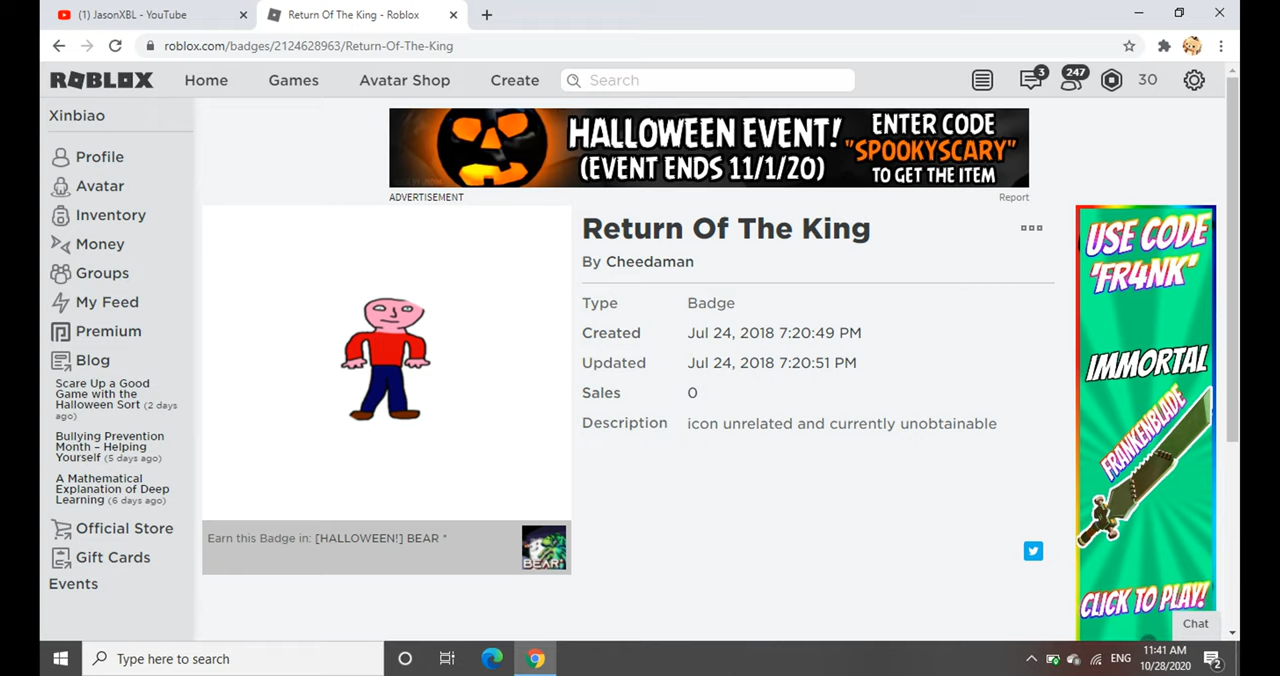 (1) JasonXBL - YouTube
Return Of The King - Roblox
roblox.com/badges/2124628963/Return-Of-The-King
ROBLOX
Home
Games
Avatar Shop
Create
Search
3
247
30
Xinbiao
Profile
Avatar
Inventory
Money
Groups
My Feed
Premium
Blog
Scare Up a Good
Game with the
Halloween Sort (2 days
ago)
Bullying Prevention
Month – Helping
Yourself (5 days ago)
A Mathematical
Explanation of Deep
Learning (6 days ago)
Official Store
Gift Cards
Events
HALLOWEEN EVENT!
(EVENT ENDS 11/1/20)
ENTER CODE
"SPOOKYSCARY"
TO GET THE ITEM
ADVERTISEMENT
Report
Return Of The King
By Cheedaman
Type Badge
Created Jul 24, 2018 7:20:49 PM
Updated Jul 24, 2018 7:20:51 PM
Sales 0
Description icon unrelated and currently unobtainable
Earn this Badge in: [HALLOWEEN!] BEAR *
BEAR
USE CODE
'FR4NK'
IMMORTAL
FRANKENBLADE
CLICK TO PLAY!
Chat
Type here to search
ENG
11:41 AM
10/28/2020
2